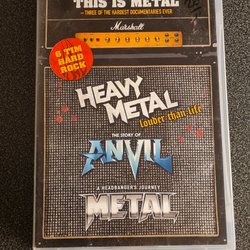 THIS IS METAL
– THREE OF THE HARDEST DOCUMENTARIES EVER
Marshall
6 TIM
HÅRD
ROCK
HEAVY
METAL
louder than life
THE STORY OF
ANVIL
A HEADBANGER'S JOURNEY
METAL